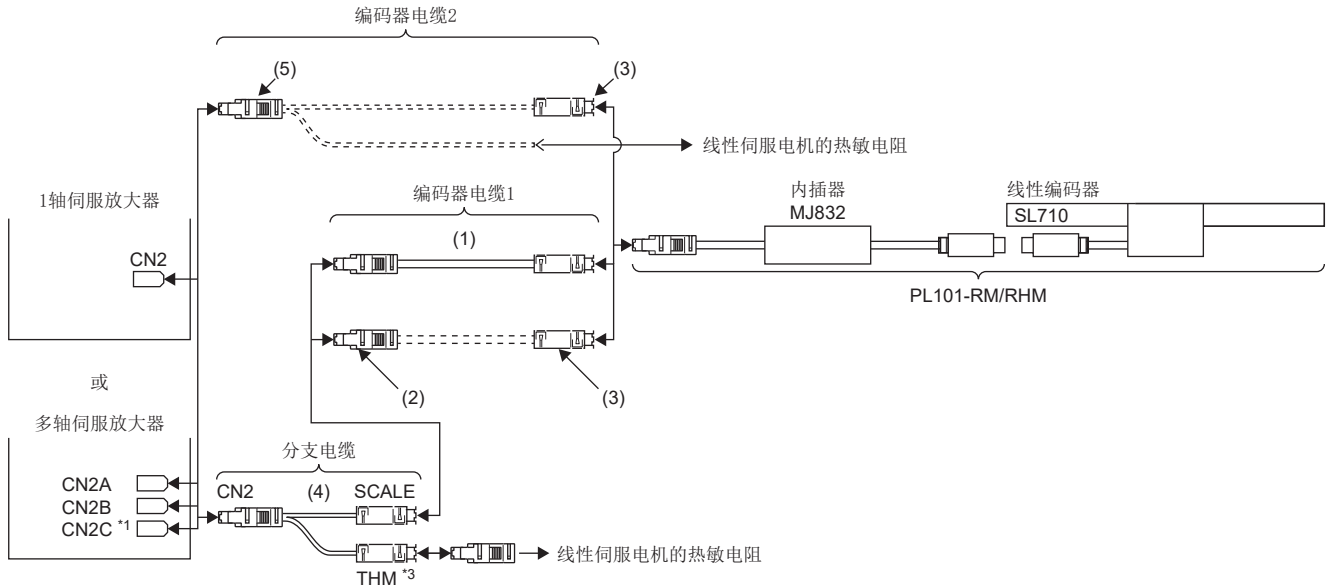 编码器电缆2
(5)
(3)
线性伺服电机的热敏电阻
1轴伺服放大器
CN2
编码器电缆1
(1)
内插器
MJ832
线性编码器
SL710
PL101-RM/RHM
(2)
(3)
或
多轴伺服放大器
CN2A
CN2B
CN2C *1
分支电缆
CN2
(4)
SCALE
THM *3
线性伺服电机的热敏电阻